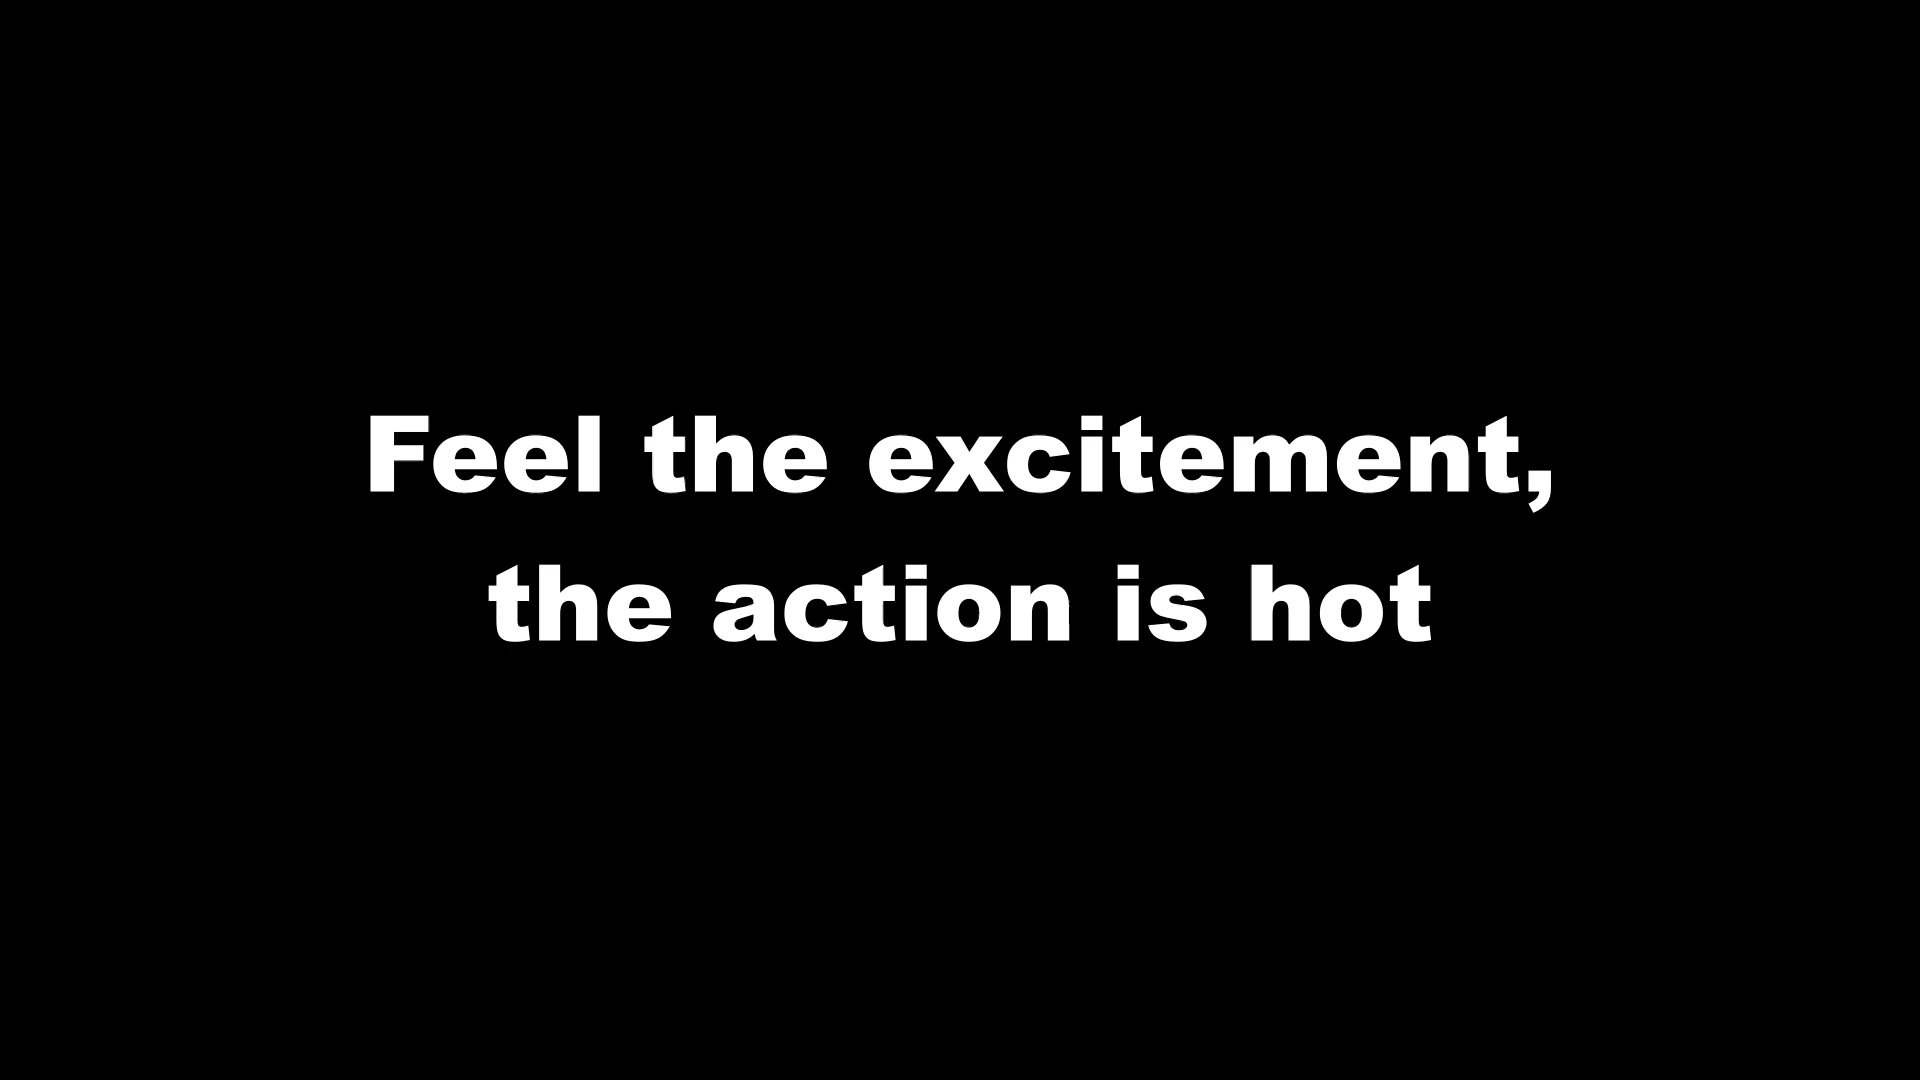 Feel the excitement,
the action is hot